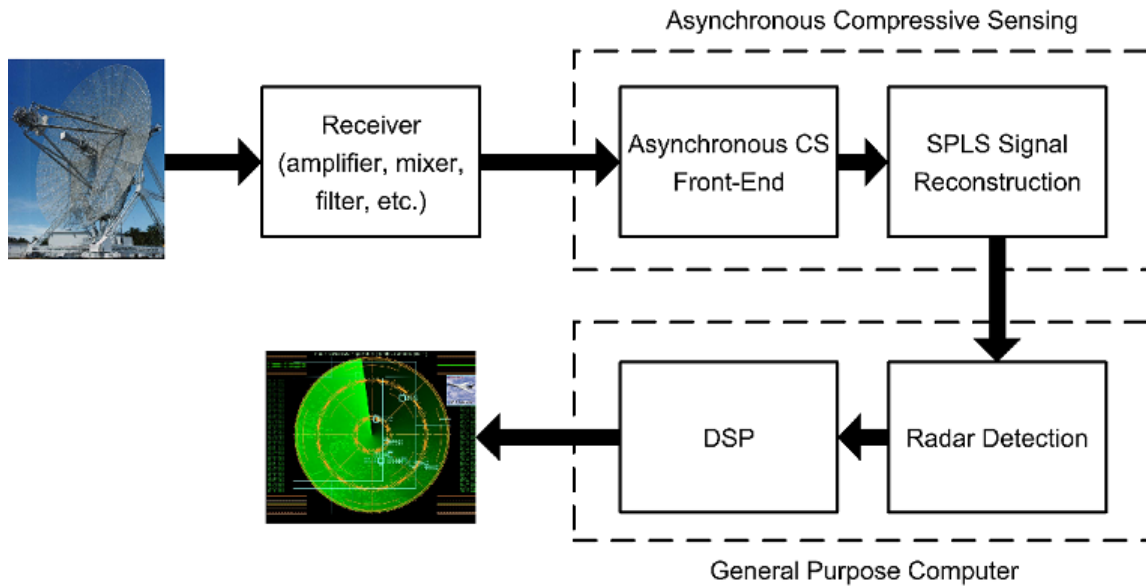 Asynchronous Compressive Sensing
Receiver
(amplifier, mixer,
filter, etc.)
Asynchronous CS
Front-End
SPLS Signal
Reconstruction
DSP
Radar Detection
General Purpose Computer